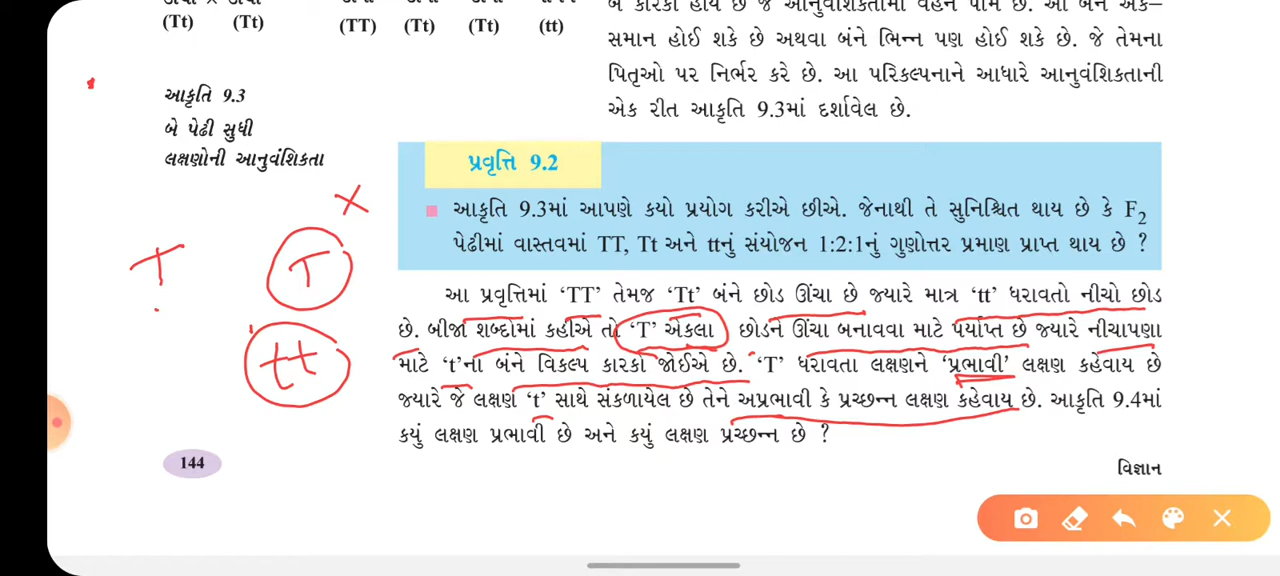 (Tt) (Tt) (TT) (Tt) (Tt) (tt)
સમાન હોઈ શકે છે અથવા બંને ભિન્ન પણ હોઈ શકે છે. જે તેમના
પિતૃઓ પર નિર્ભર કરે છે. આ પરિકલ્પનાને આધારે આનુવંશિકતાની
એક રીત આકૃતિ 9.3માં દર્શાવેલ છે.
આકૃતિ 9.3
બે પેઢી સુધી
લક્ષણોની આનુવંશિકતા
પ્રવૃત્તિ 9.2
આકૃતિ 9.3માં આપણે કયો પ્રયોગ કરીએ છીએ. જેનાથી તે સુનિશ્ચિત થાય છે કે F₂
પેઢીમાં વાસ્તવમાં TT, Tt અને ttનું સંયોજન 1:2:1નું ગુણોત્તર પ્રમાણ પ્રાપ્ત થાય છે ?
આ પ્રવૃત્તિમાં ‘TT’ તેમજ ‘Tt’ બંને છોડ ઊંચા છે જ્યારે માત્ર ‘tt’ ધરાવતો નીચો છોડ
છે. બીજા શબ્દોમાં કહીએ તો ‘T’ એકલા છોડને ઊંચા બનાવવા માટે પર્યાપ્ત છે જ્યારે નીચાપણા
માટે ‘t’ના બંને વિકલ્પ કારકો જોઈએ છે. ‘T’ ધરાવતા લક્ષણને ‘પ્રભાવી’ લક્ષણ કહેવાય છે
જ્યારે જે લક્ષણ ‘t’ સાથે સંકળાયેલ છે તેને અપ્રભાવી કે પ્રચ્છન્ન લક્ષણ કહેવાય છે. આકૃતિ 9.4માં
કયું લક્ષણ પ્રભાવી છે અને કયું લક્ષણ પ્રચ્છન્ન છે ?
T
T
tt
144
વિજ્ઞાન